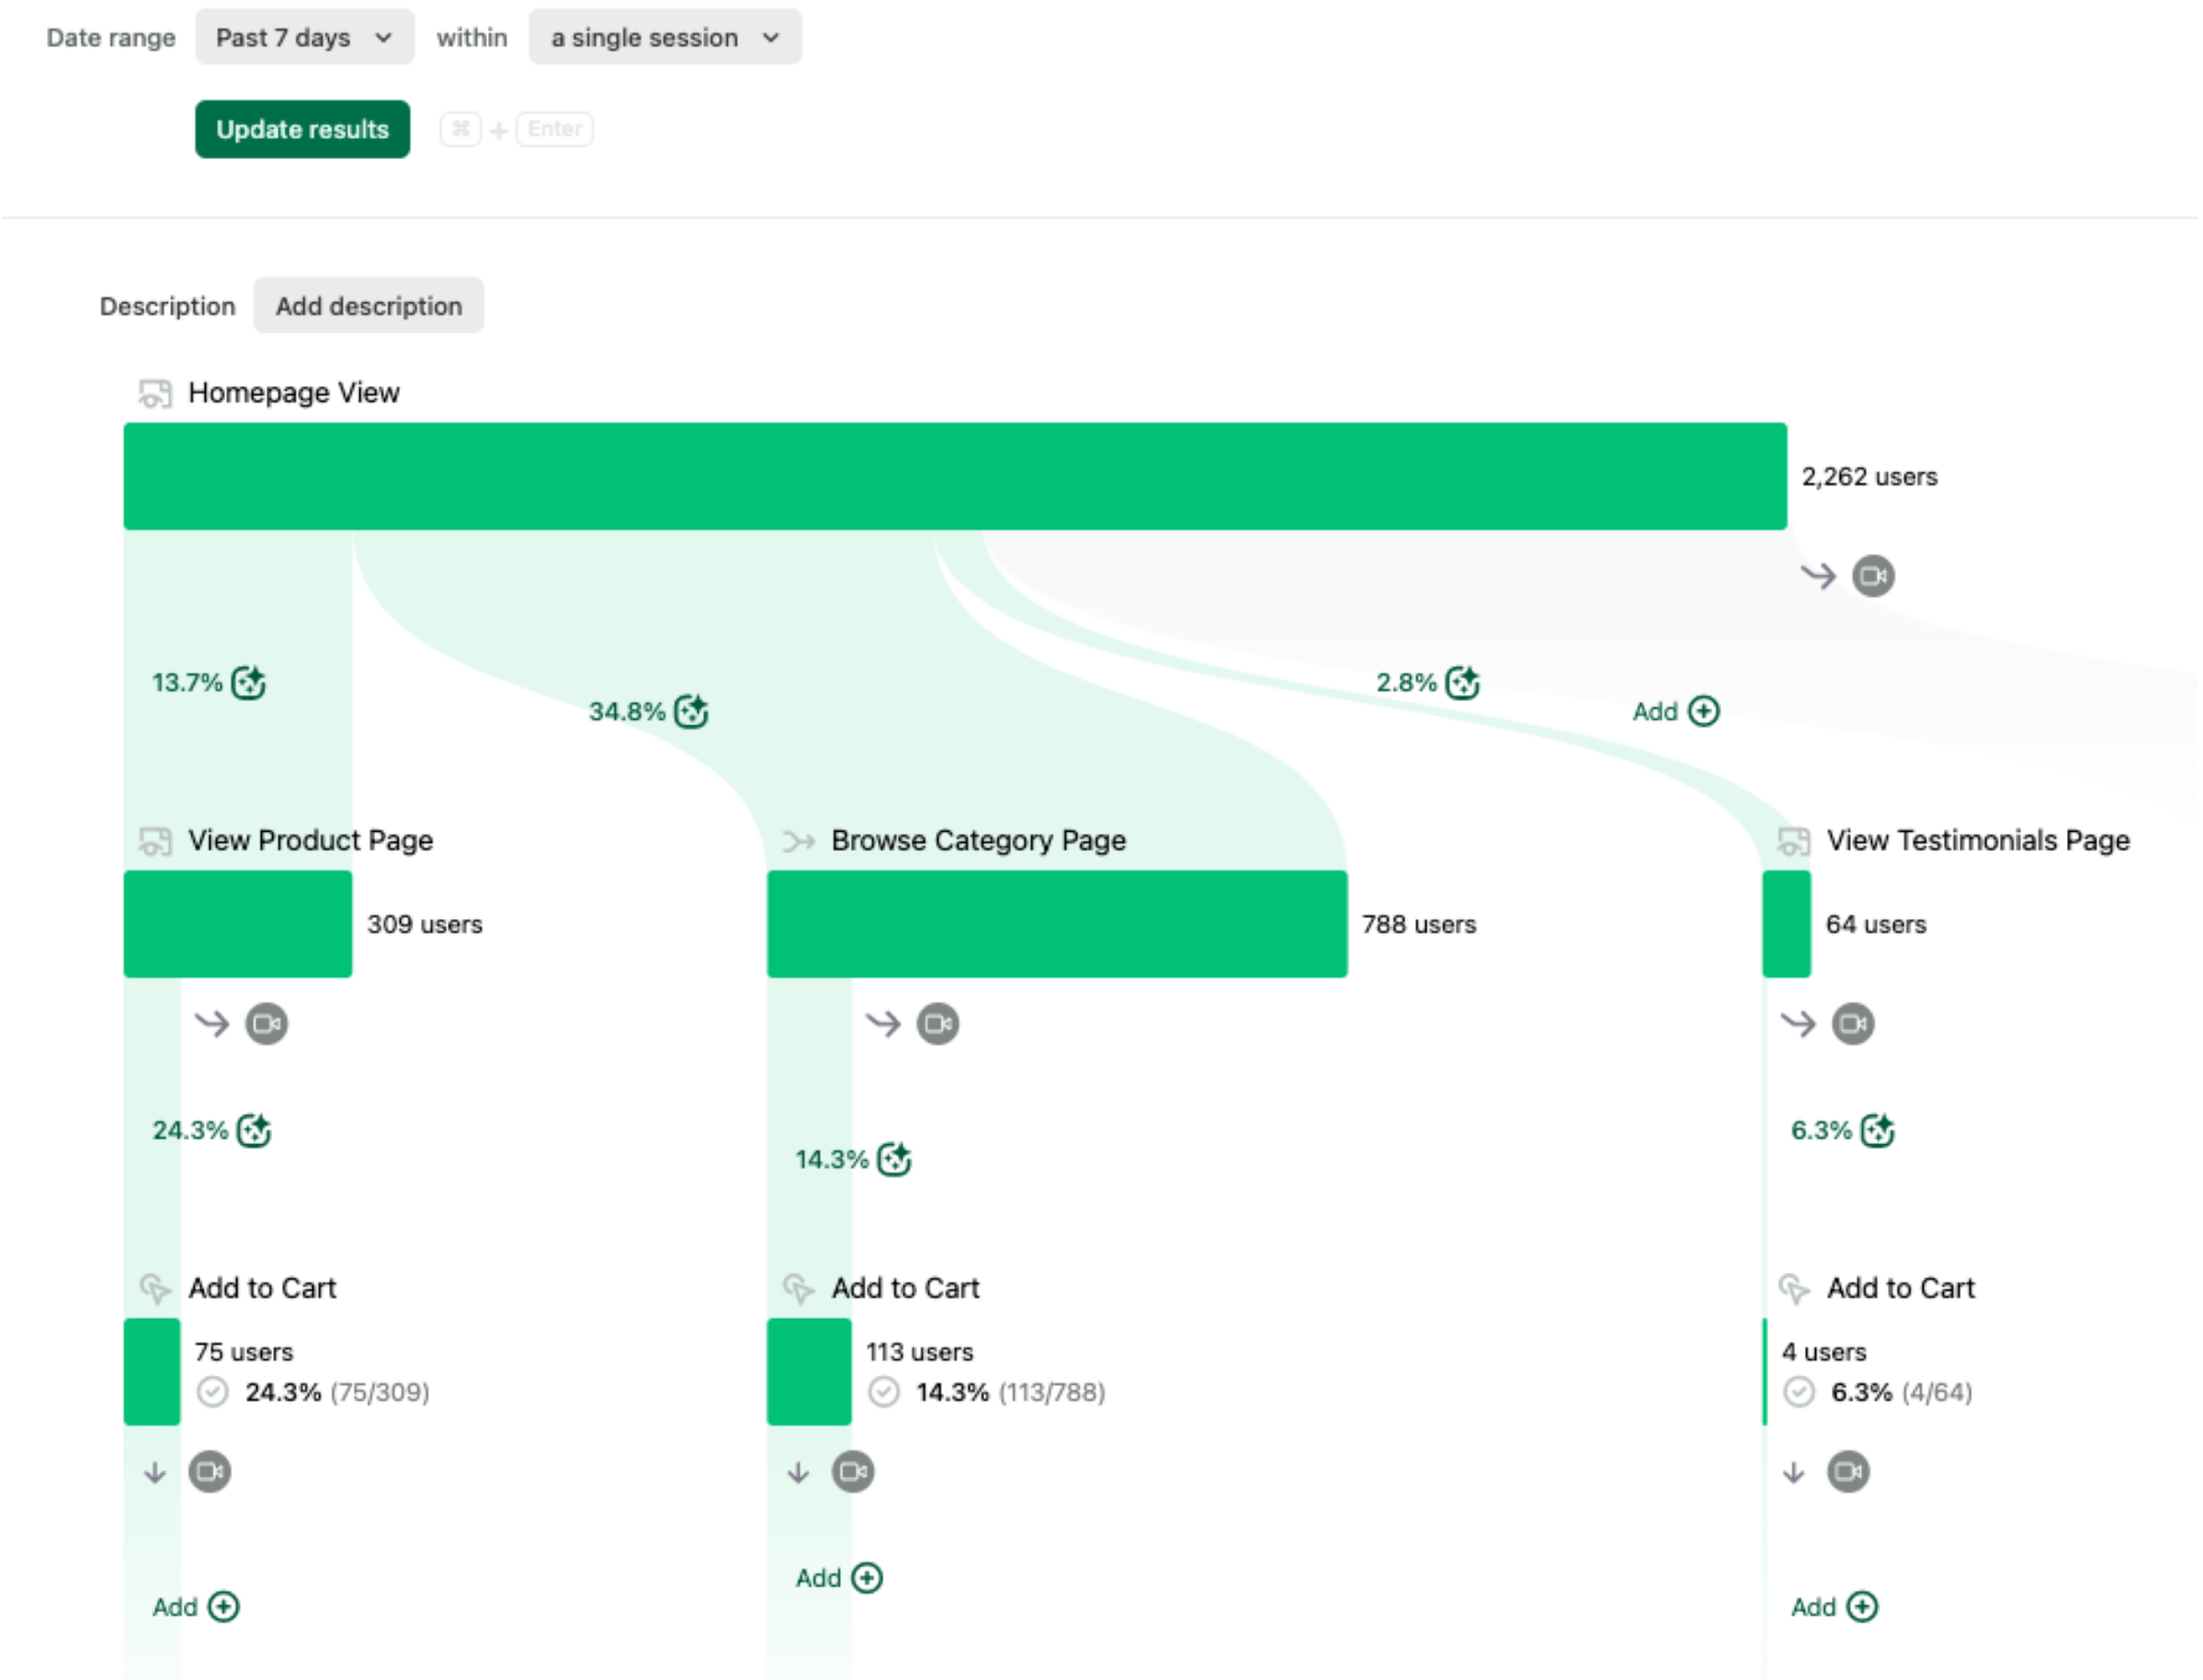 Date range Past 7 days within a single session
Update results ⌘ + Enter
Description Add description
Homepage View
2,262 users
13.7%
34.8%
2.8%
Add
View Product Page
309 users
24.3%
Add to Cart
75 users
24.3% (75/309)
Add
Browse Category Page
788 users
14.3%
Add to Cart
113 users
14.3% (113/788)
Add
View Testimonials Page
64 users
6.3%
Add to Cart
4 users
6.3% (4/64)
Add